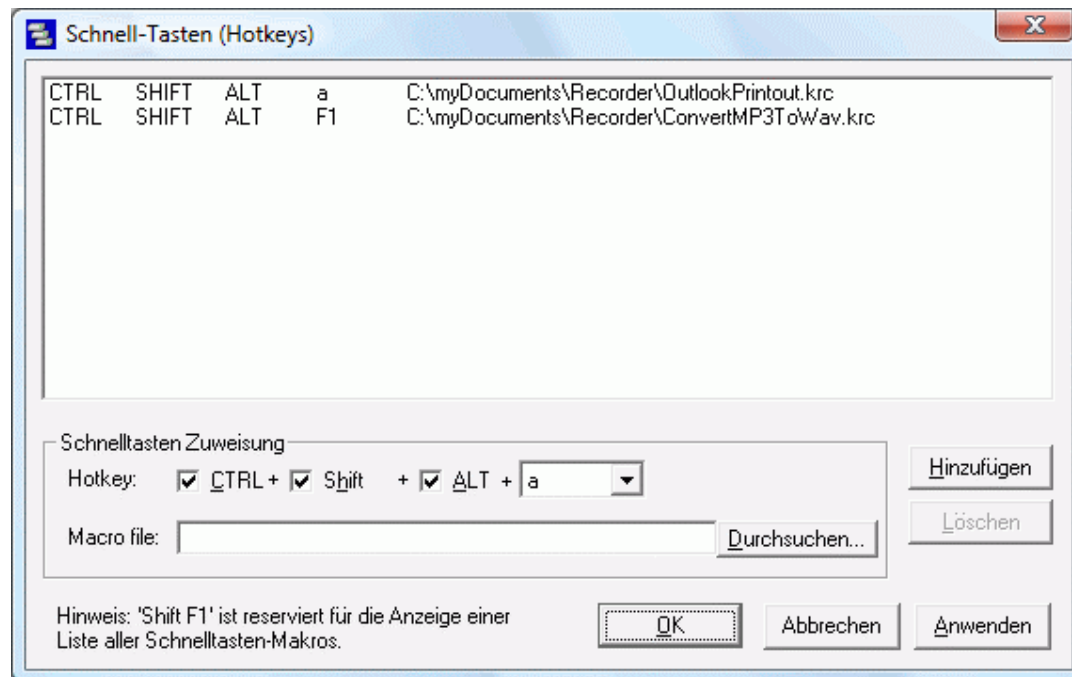 Schnell-Tasten (Hotkeys)
CTRL SHIFT ALT a C:\myDocuments\Recorder\OutlookPrintout.krc
CTRL SHIFT ALT F1 C:\myDocuments\Recorder\ConvertMP3ToWav.krc
Schnelltasten Zuweisung
Hotkey: CTRL + Shift + ALT + a
Hinzufügen
Löschen
Macro file: Durchsuchen...
Hinweis: 'Shift F1' ist reserviert für die Anzeige einer
Liste aller Schnelltasten-Makros.
OK Abbrechen Anwenden